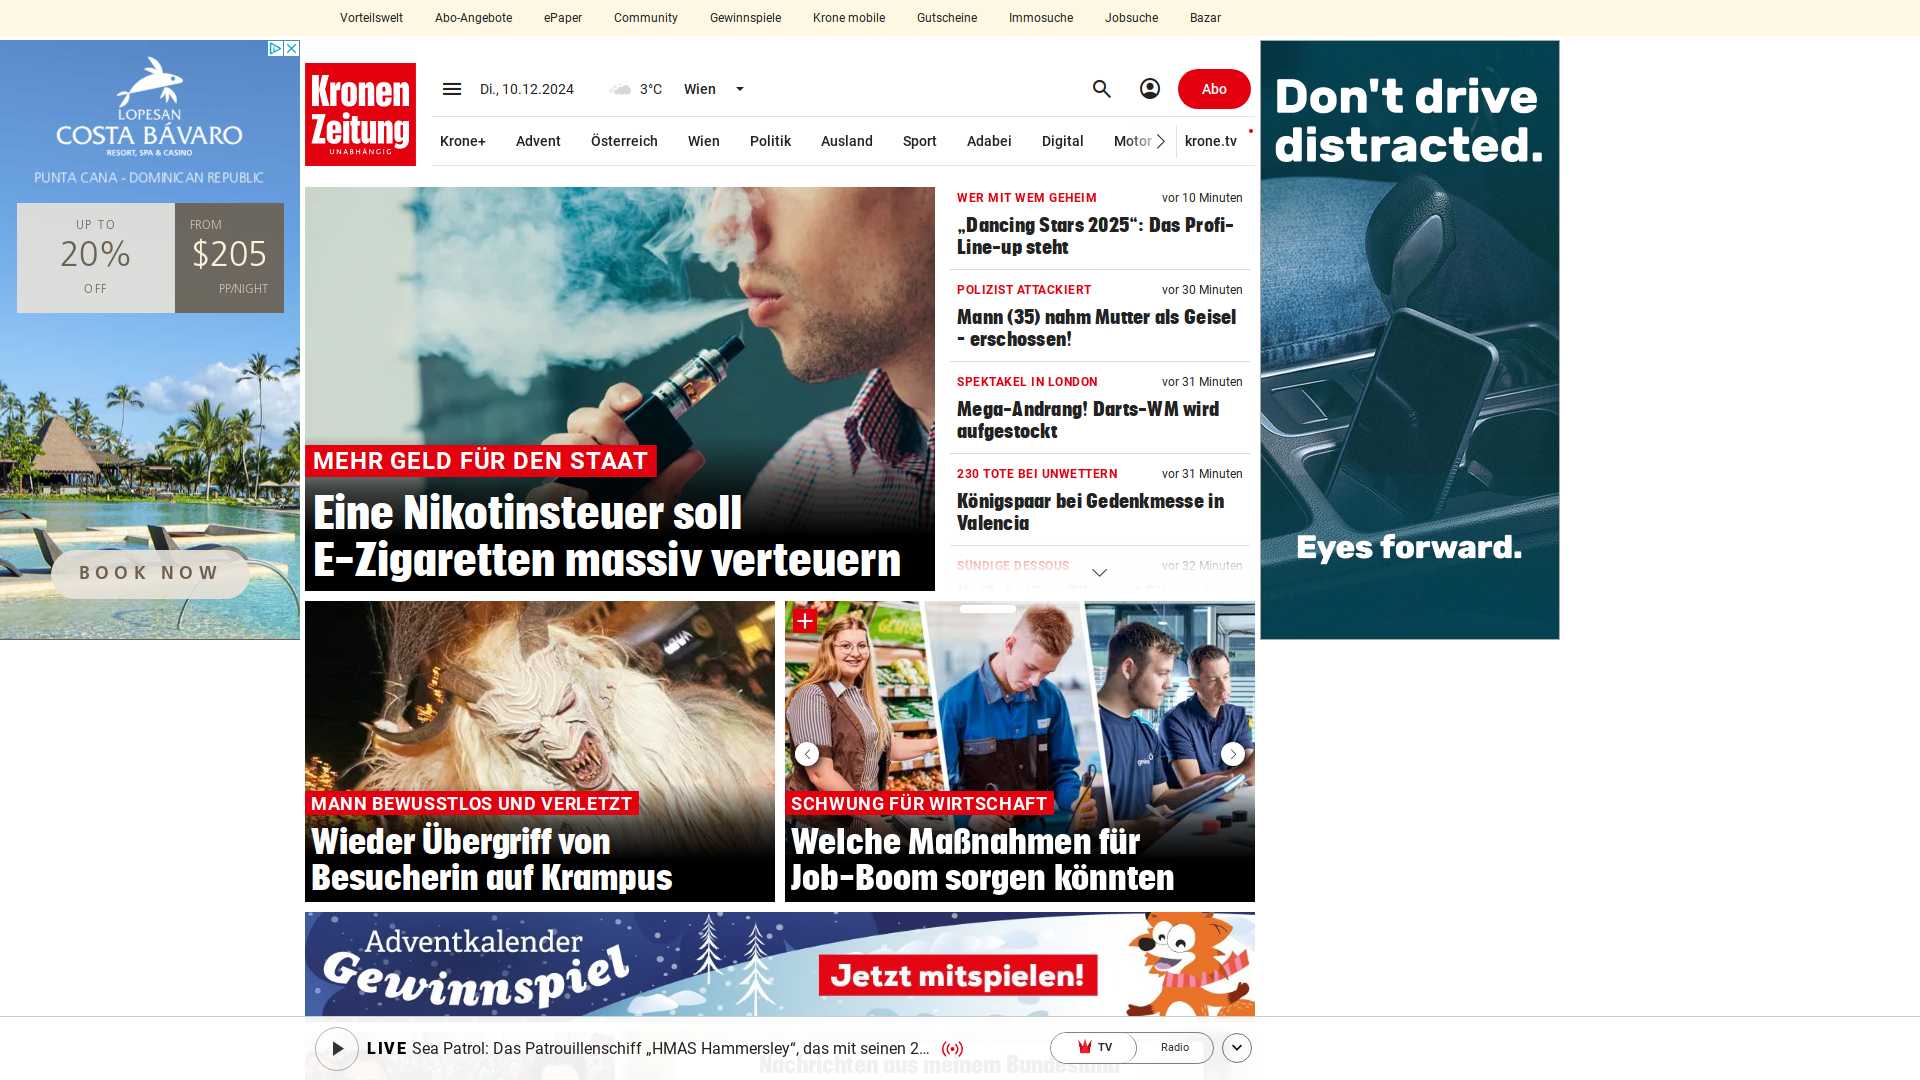 Vorteilswelt
Abo-Angebote
ePaper
Community
Gewinnspiele
Krone mobile
Gutscheine
Immosuche
Jobsuche
Bazar
LOPESAN
COSTA BÁVARO
RESORT, SPA & CASINO
PUNTA CANA - DOMINICAN REPUBLIC
UP TO
20%
OFF
FROM
$205
PP/NIGHT
BOOK NOW
Kronen
Zeitung
UNABHÄNGIG
Di., 10.12.2024
3°C
Wien
Abo
Krone+
Advent
Österreich
Wien
Politik
Ausland
Sport
Adabei
Digital
Motor
krone.tv
MEHR GELD FÜR DEN STAAT
Eine Nikotinsteuer soll
E-Zigaretten massiv verteuern
WER MIT WEM GEHEIM
vor 10 Minuten
„Dancing Stars 2025“: Das Profi-
Line-up steht
POLIZIST ATTACKIERT
vor 30 Minuten
Mann (35) nahm Mutter als Geisel
- erschossen!
SPEKTAKEL IN LONDON
vor 31 Minuten
Mega-Andrang! Darts-WM wird
aufgestockt
230 TOTE BEI UNWETTERN
vor 31 Minuten
Königspaar bei Gedenkmesse in
Valencia
SÜNDIGE DESSOUS
vor 32 Minuten
Don't drive
distracted.
Eyes forward.
MANN BEWUSSTLOS UND VERLETZT
Wieder Übergriff von
Besucherin auf Krampus
SCHWUNG FÜR WIRTSCHAFT
Welche Maßnahmen für
Job-Boom sorgen könnten
Adventkalender
Gewinnspiel
Jetzt mitspielen!
LIVE Sea Patrol: Das Patrouillenschiff „HMAS Hammersley“, das mit seinen 2...
TV
Radio
Nachrichten aus meinem Bundesland